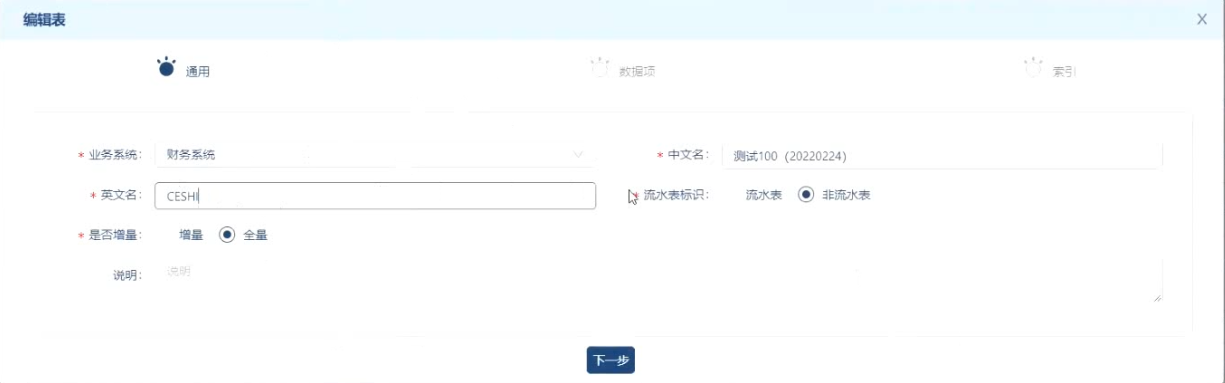 编辑表 X
通用 数据项 索引
* 业务系统: 财务系统 * 中文名: 测试100（20220224）
* 英文名: CESHI * 流水表标识: 流水表 非流水表
* 是否增量: 增量 全量
说明: 说明
下一步